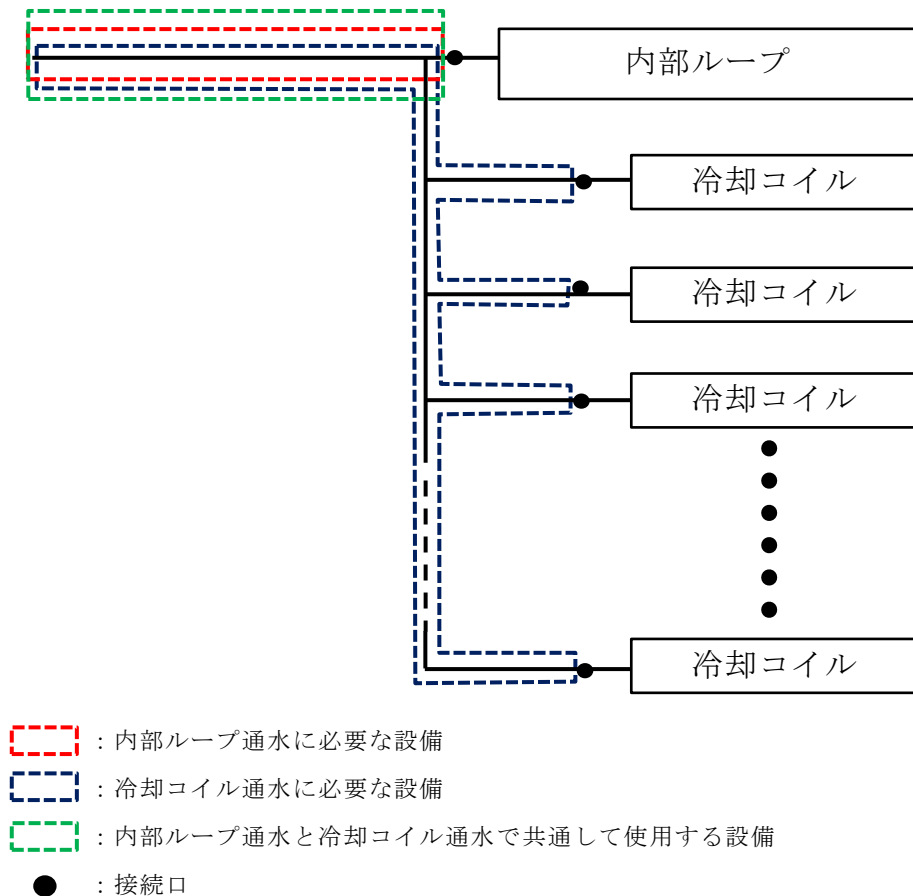 内部ループ
冷却コイル
冷却コイル
冷却コイル
冷却コイル
：内部ループ通水に必要な設備
：冷却コイル通水に必要な設備
：内部ループ通水と冷却コイル通水で共通して使用する設備
：接続口